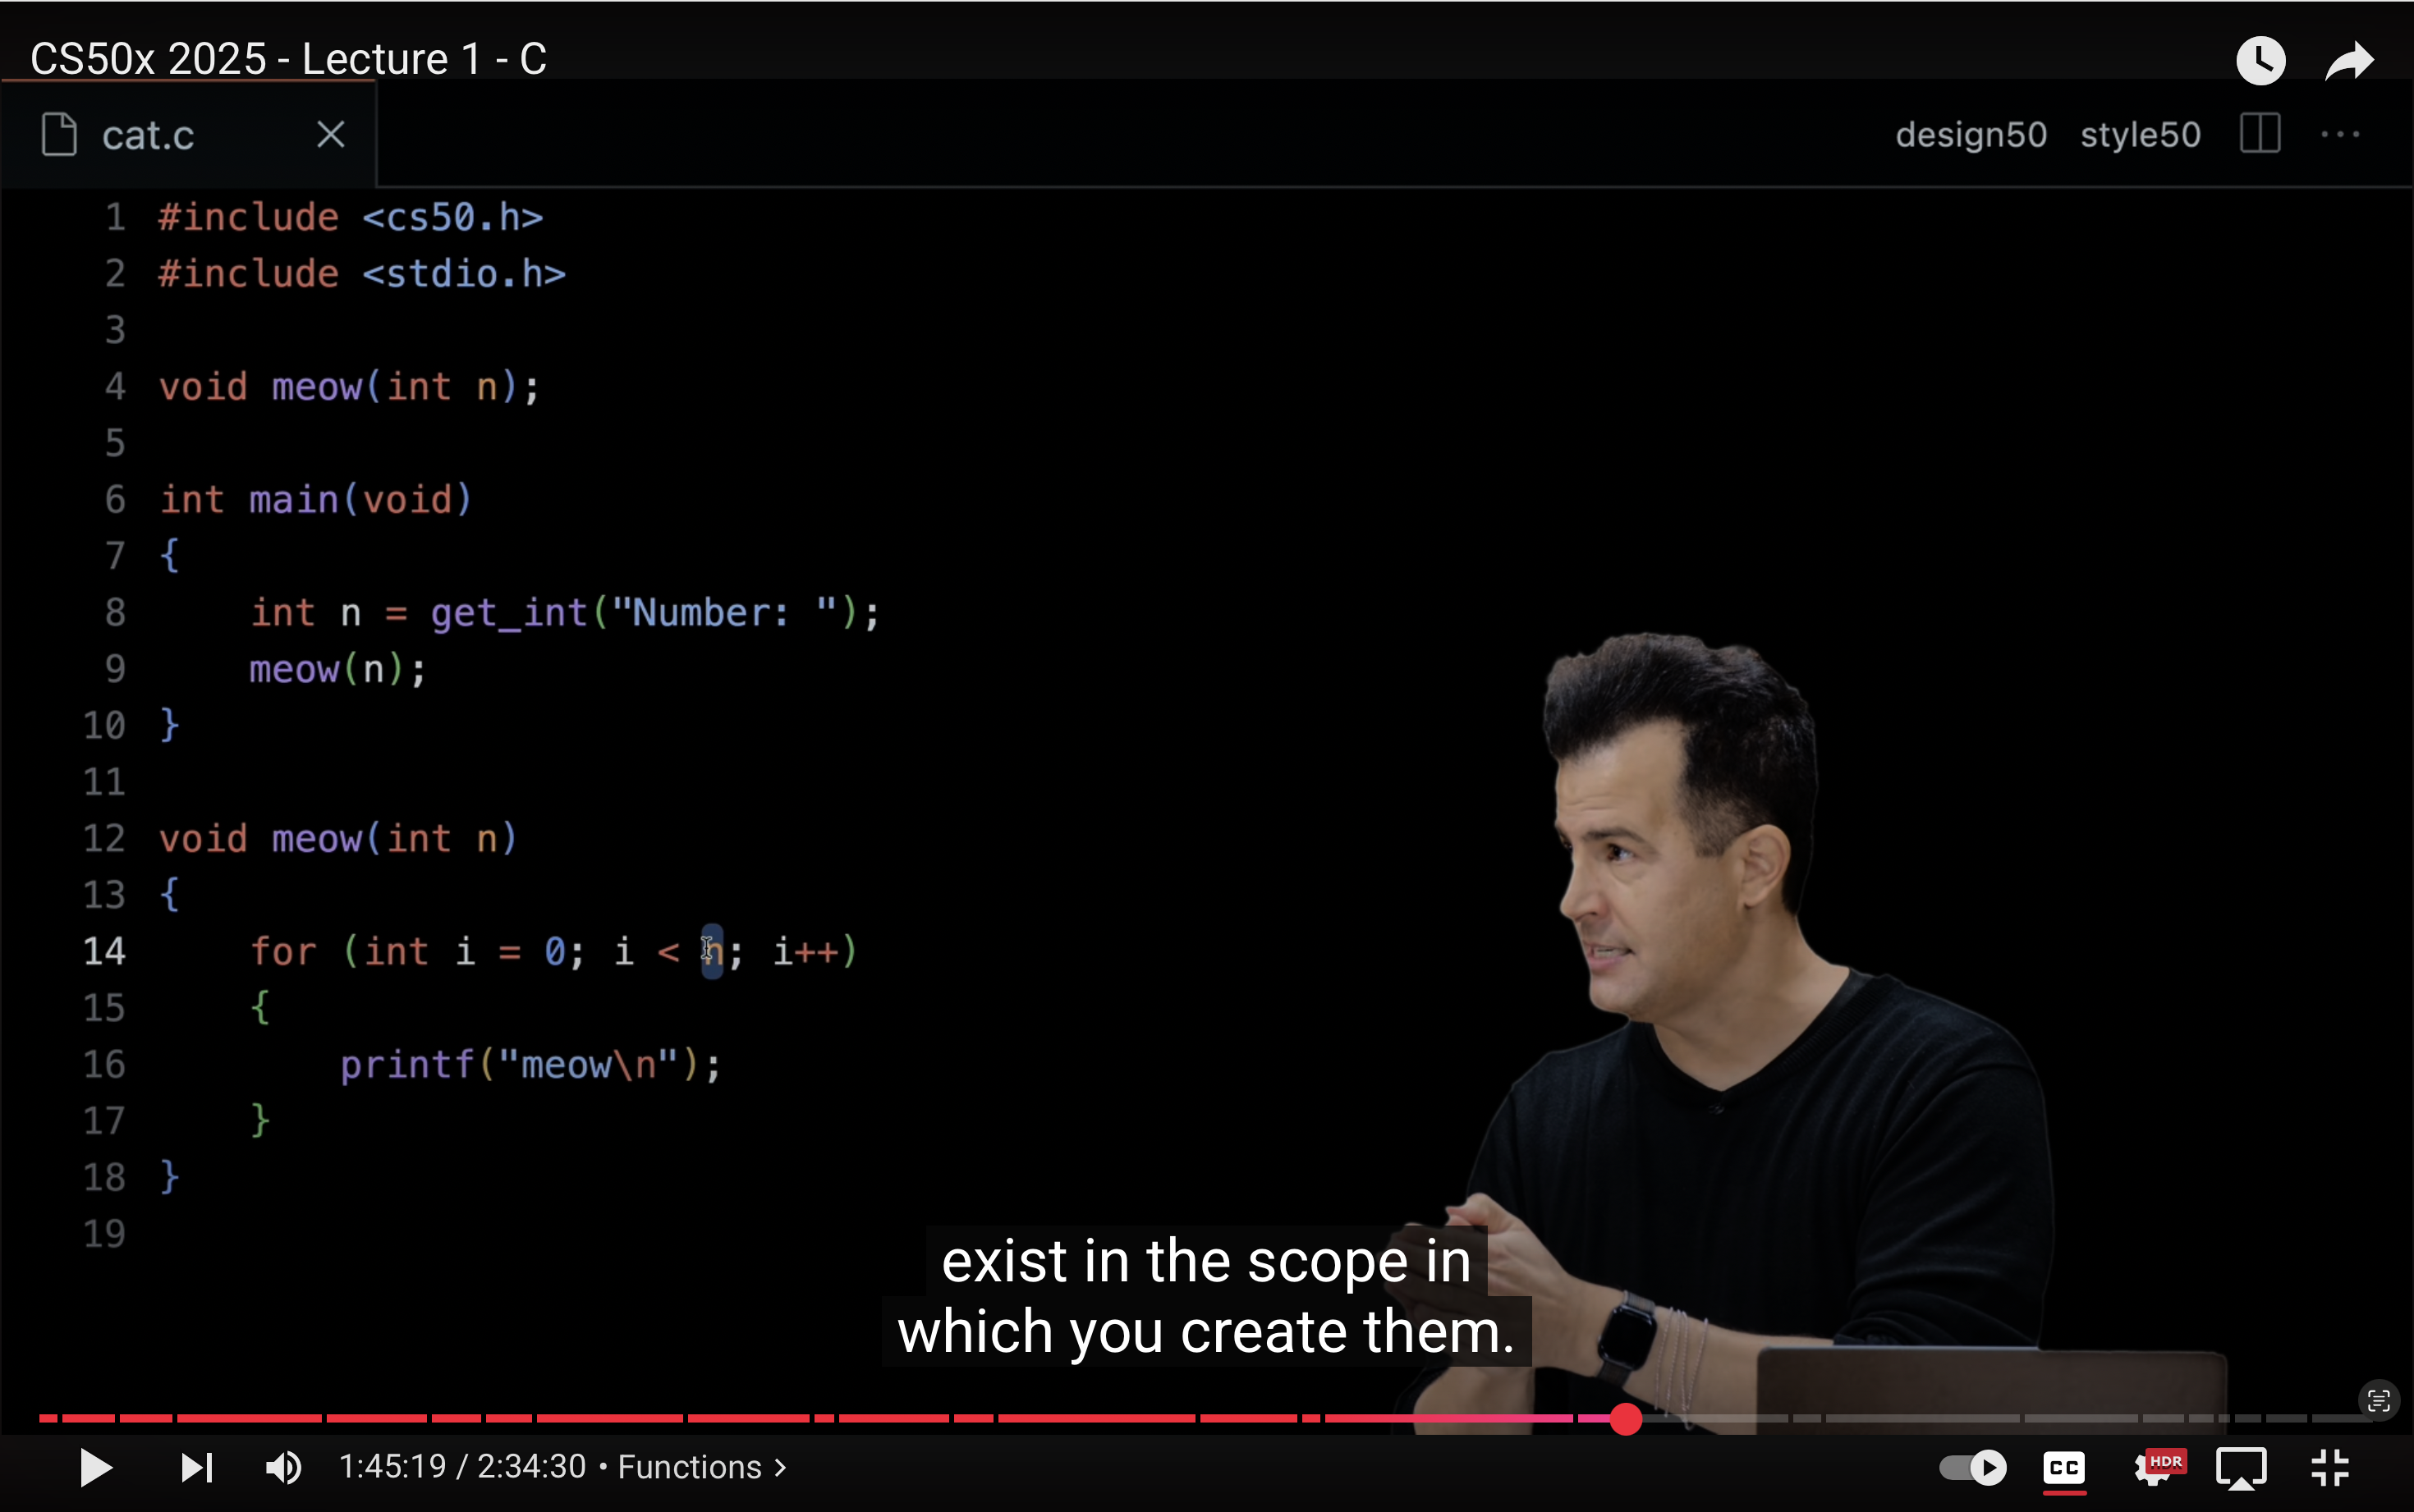 CS50x 2025 - Lecture 1 - C
cat.c
design50 style50
1 #include <cs50.h>
2 #include <stdio.h>
3
4 void meow(int n);
5
6 int main(void)
7 {
8     int n = get_int("Number: ");
9     meow(n);
10 }
11
12 void meow(int n)
13 {
14     for (int i = 0; i < n; i++)
15     {
16         printf("meow\n");
17     }
18 }
19
exist in the scope in
which you create them.
1:45:19 / 2:34:30 • Functions >
CC HDR